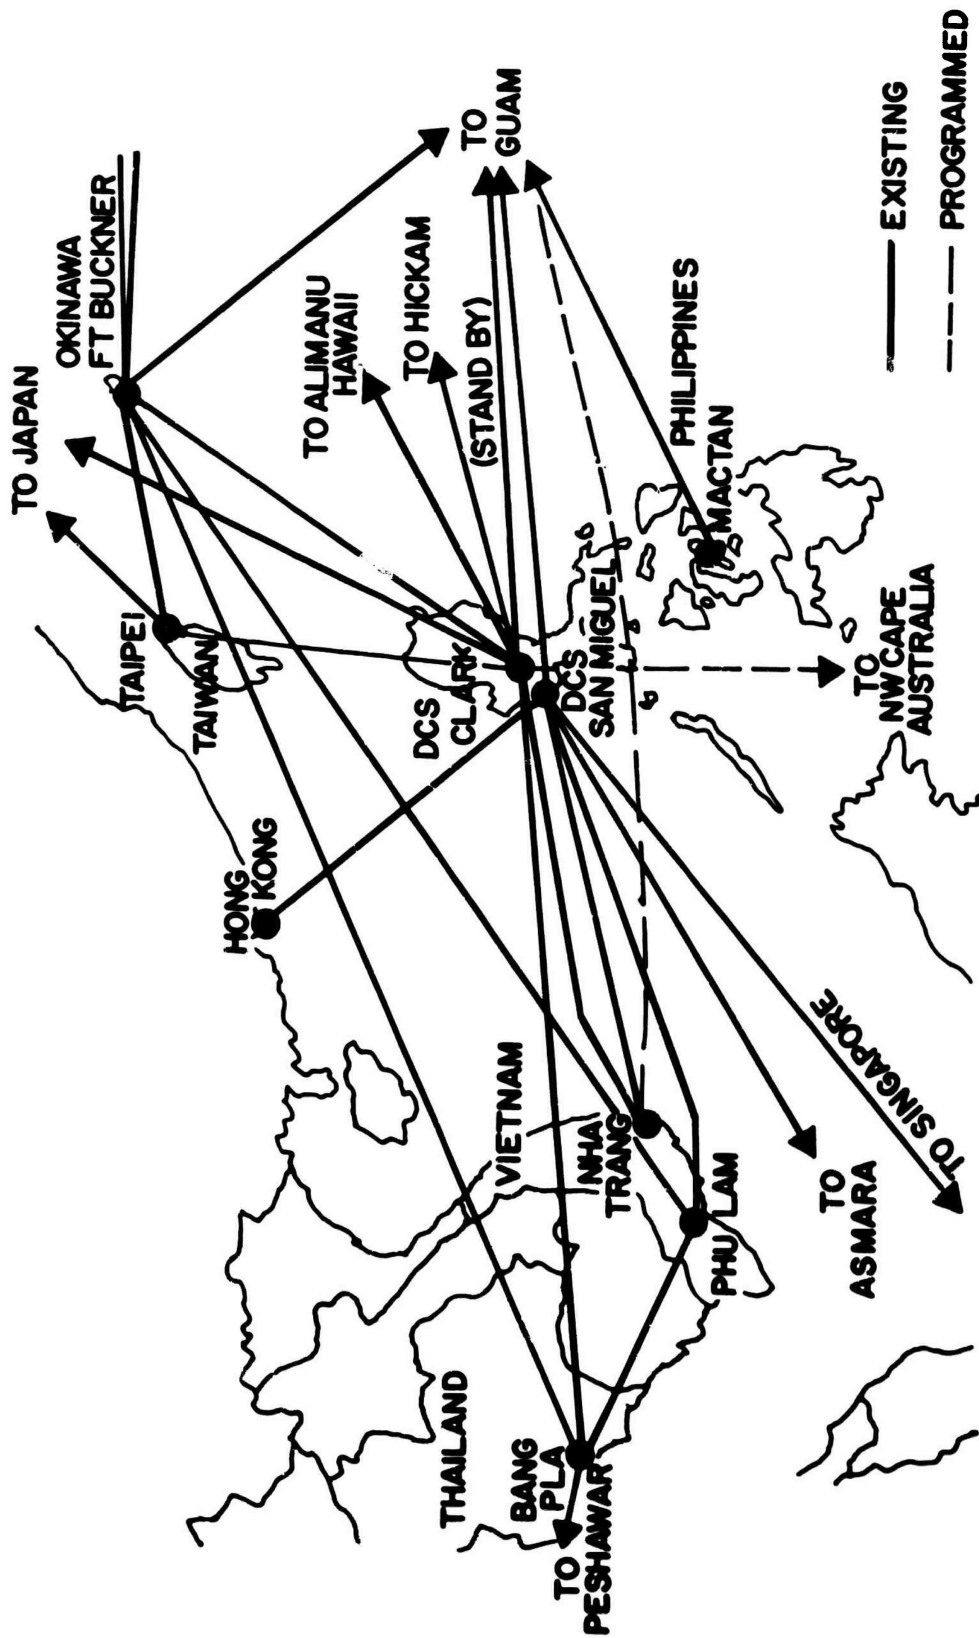 TO JAPAN
OKINAWA
FT BUCKNER
TAIPEI
TAIWAN
HONG
KONG
TO ALIMANU
HAWAII
TO HICKAM
(STAND BY)
TO
GUAM
DCS
CLARK
DCS
SAN MIGUEL
PHILIPPINES
MACTAN
VIETNAM
NHA
TRANG
PHU LAM
THAILAND
BANG
PLA
TO
PESHAWAR
TO
ASMARA
TO SINGAPORE
TO
NW CAPE
AUSTRALIA
EXISTING
PROGRAMMED